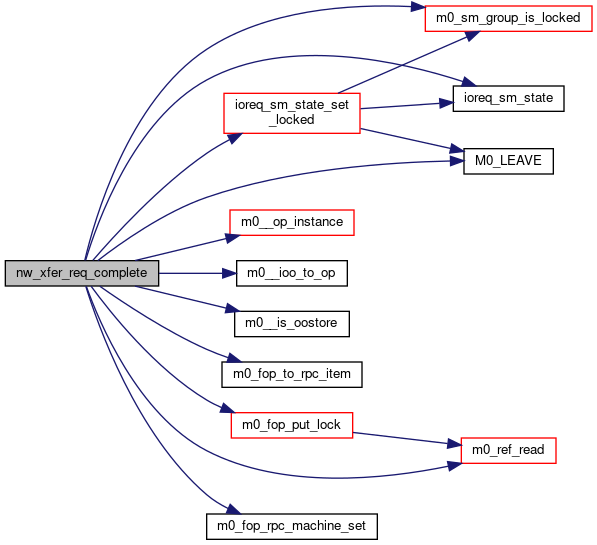 m0_sm_group_is_locked
ioreq_sm_state
ioreq_sm_state_set
_locked
M0_LEAVE
m0__op_instance
nw_xfer_req_complete
m0__ioo_to_op
m0__is_oostore
m0_fop_to_rpc_item
m0_fop_put_lock
m0_ref_read
m0_fop_rpc_machine_set